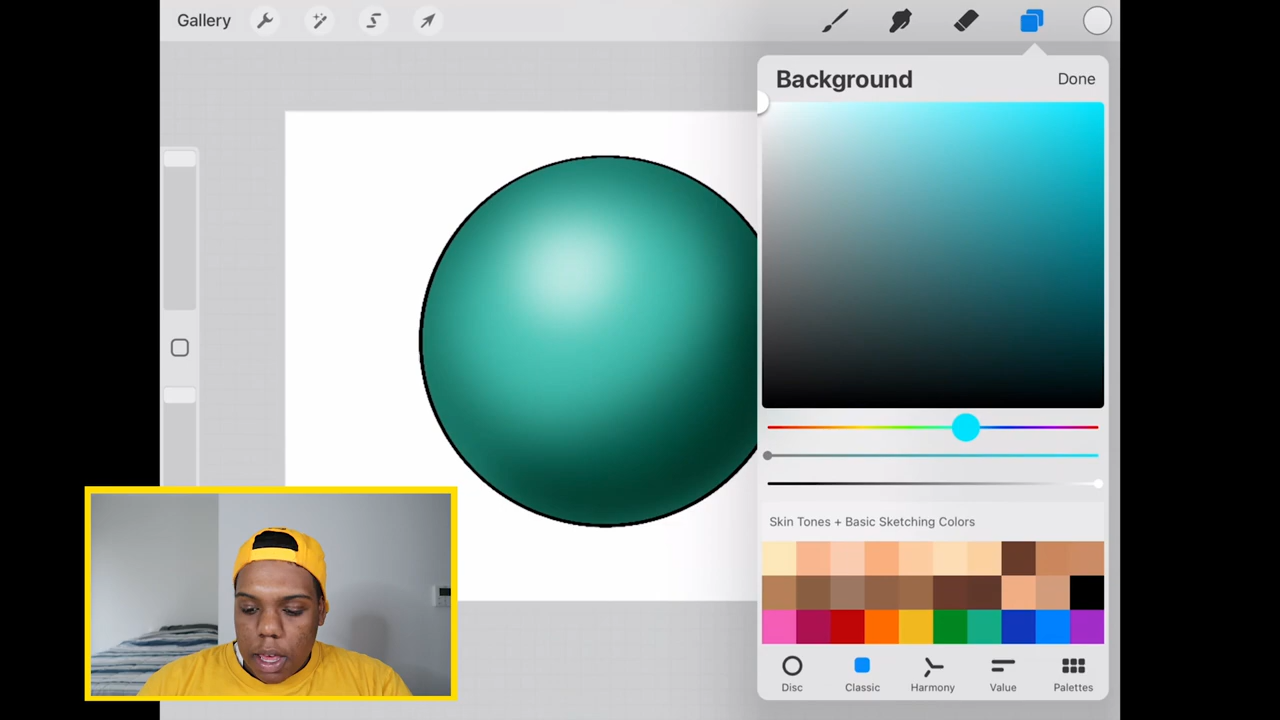 Gallery
Background
Done
Skin Tones + Basic Sketching Colors
Disc
Classic
Harmony
Value
Palettes